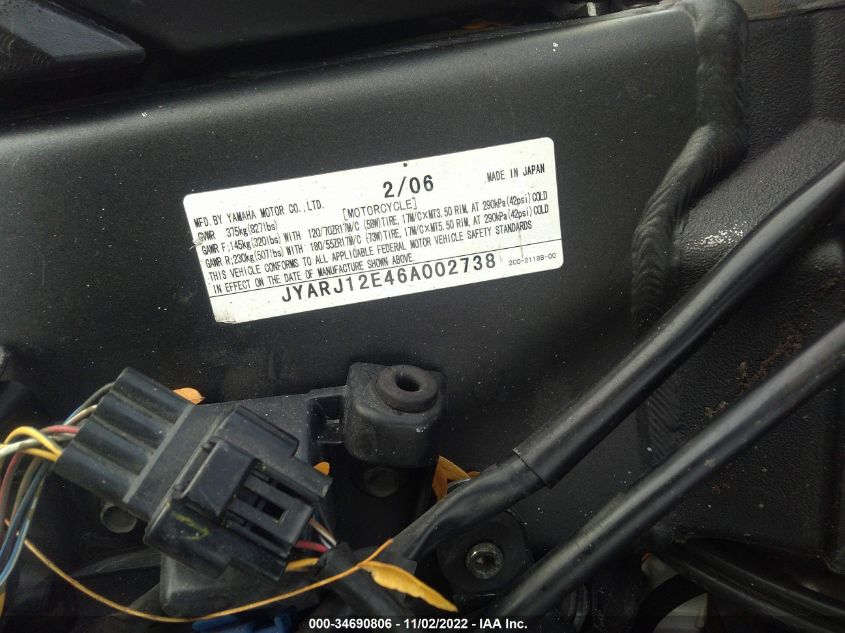 MFD. BY YAMAHA MOTOR CO., LTD. 2/06 MADE IN JAPAN
GVWR 375kg(827lbs) [MOTORCYCLE]
GAWR F:145kg(320lbs) WITH 120/70ZR17M/C (58W)TIRE, 17M/C×MT3.50 RIM, AT 290kPa(42psi) COLD
GAWR R:230kg(507lbs) WITH 180/55ZR17M/C (73W)TIRE, 17M/C×MT5.50 RIM, AT 290kPa(42psi) COLD
THIS VEHICLE CONFORMS TO ALL APPLICABLE FEDERAL MOTOR VEHICLE SAFETY STANDARDS
IN EFFECT ON THE DATE OF MANUFACTURE SHOWN ABOVE.
JYARJ12E46A002738 2C0-2118B-00
000-34690806 - 11/02/2022 - IAA Inc.